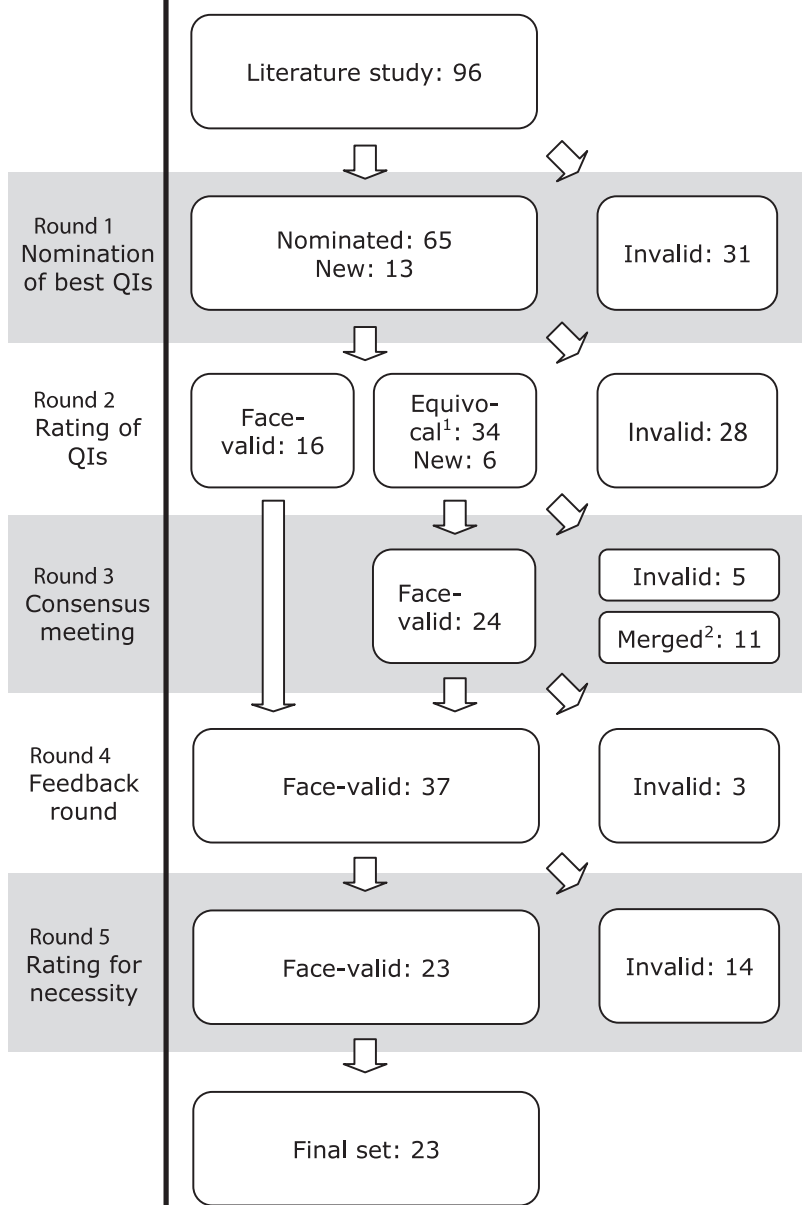 Literature study: 96
Round 1
Nomination
of best QIs
Nominated: 65
New: 13
Invalid: 31
Round 2
Rating of
QIs
Face-
valid: 16
Equivo-
cal¹: 34
New: 6
Invalid: 28
Round 3
Consensus
meeting
Face-
valid: 24
Invalid: 5
Merged²: 11
Round 4
Feedback
round
Face-valid: 37
Invalid: 3
Round 5
Rating for
necessity
Face-valid: 23
Invalid: 14
Final set: 23